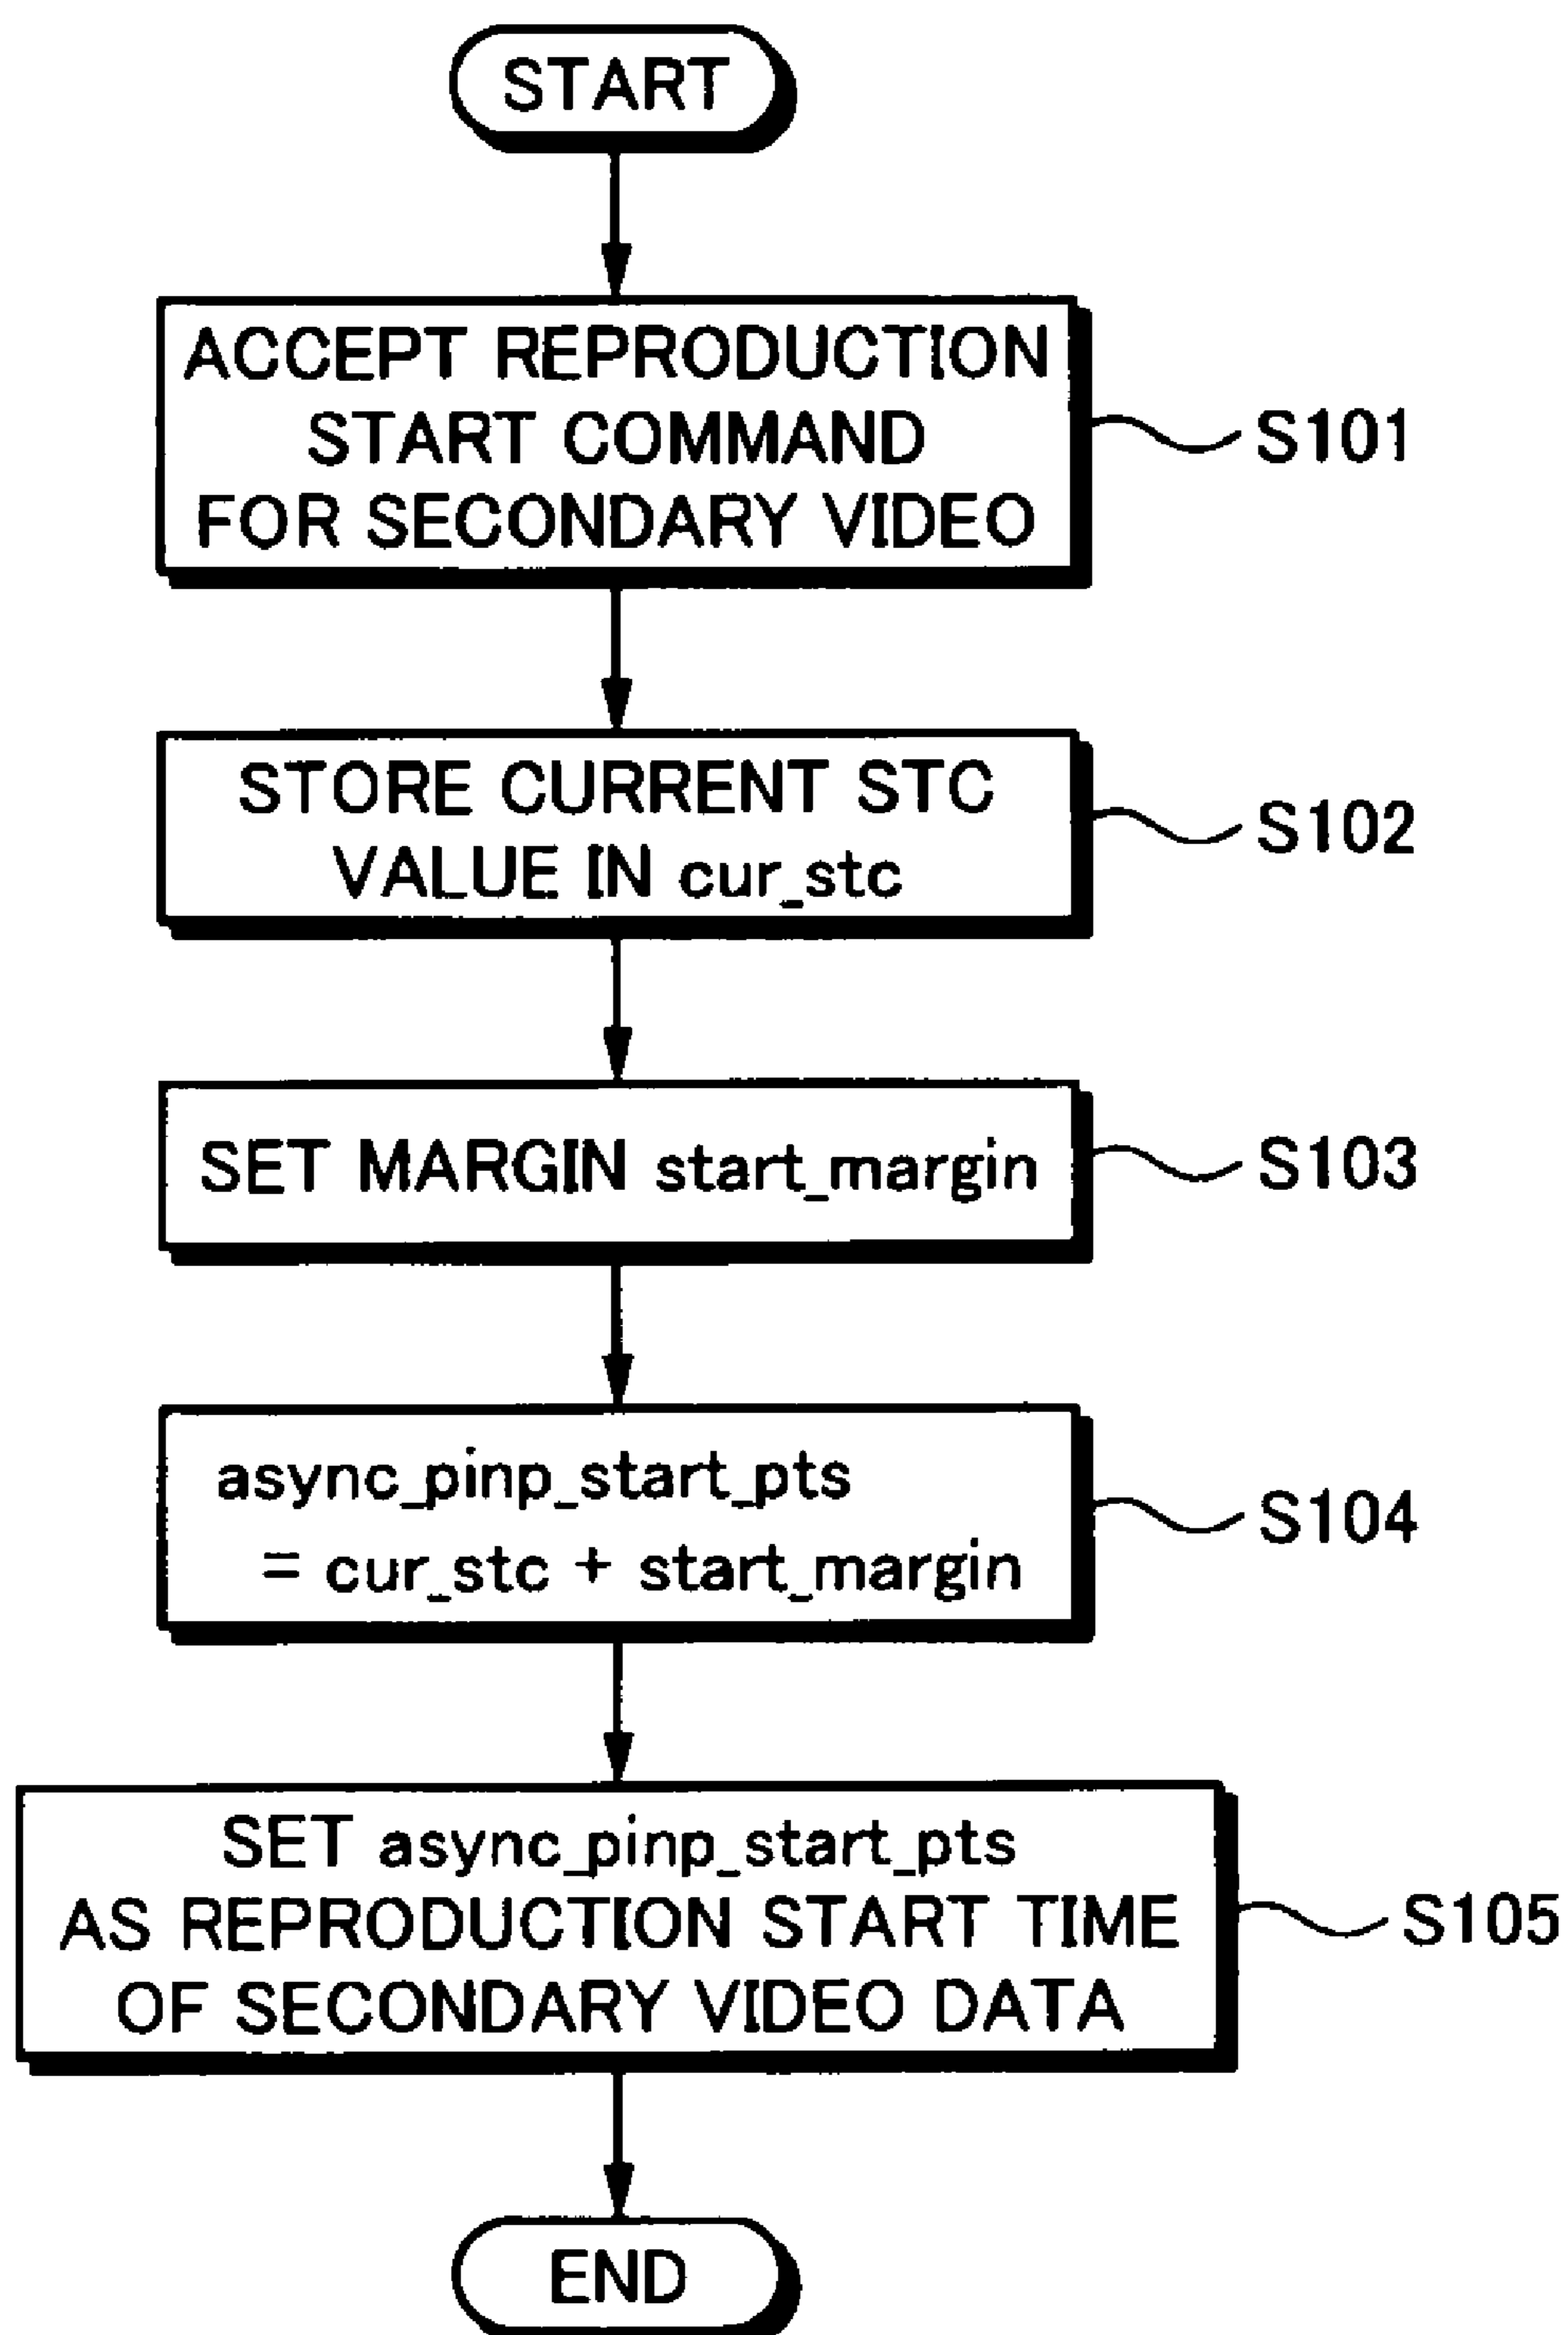 START
ACCEPT REPRODUCTION
START COMMAND
FOR SECONDARY VIDEO
S101
STORE CURRENT STC
VALUE IN cur_stc
S102
SET MARGIN start_margin
S103
async_pinp_start_pts
= cur_stc + start_margin
S104
SET async_pinp_start_pts
AS REPRODUCTION START TIME
OF SECONDARY VIDEO DATA
S105
END